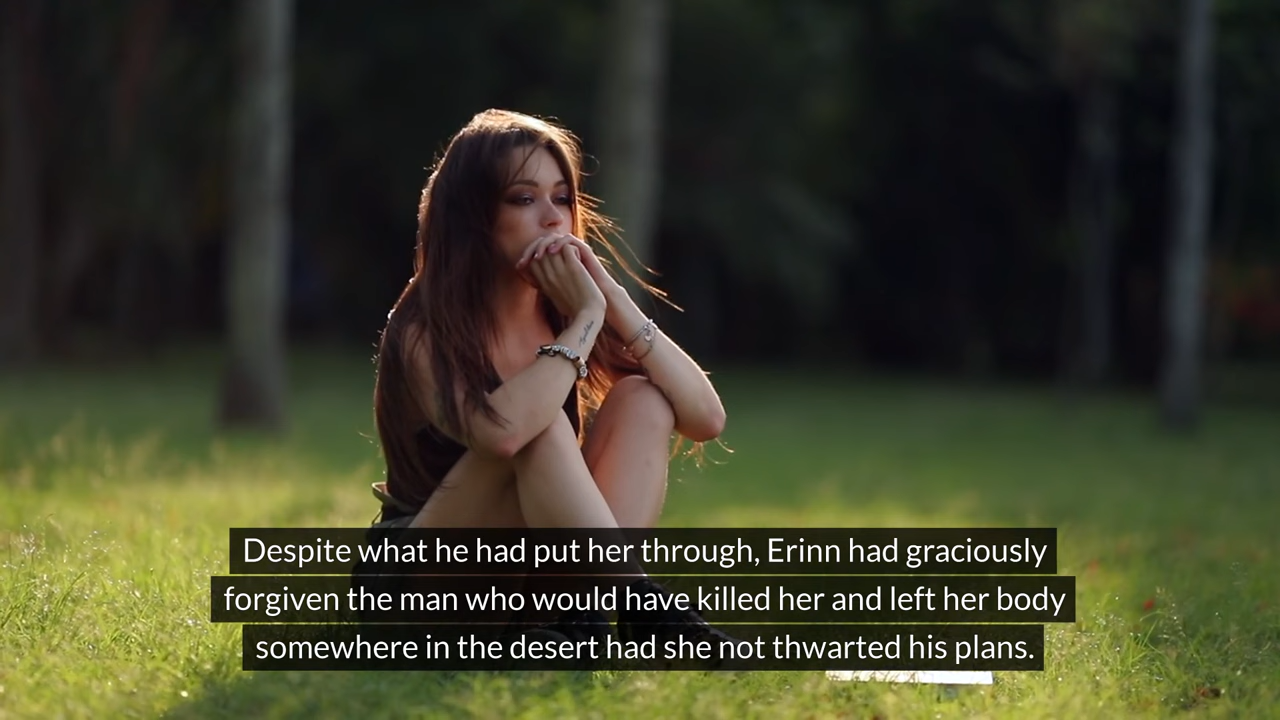 Despite what he had put her through, Erinn had graciously
forgiven the man who would have killed her and left her body
somewhere in the desert had she not thwarted his plans.